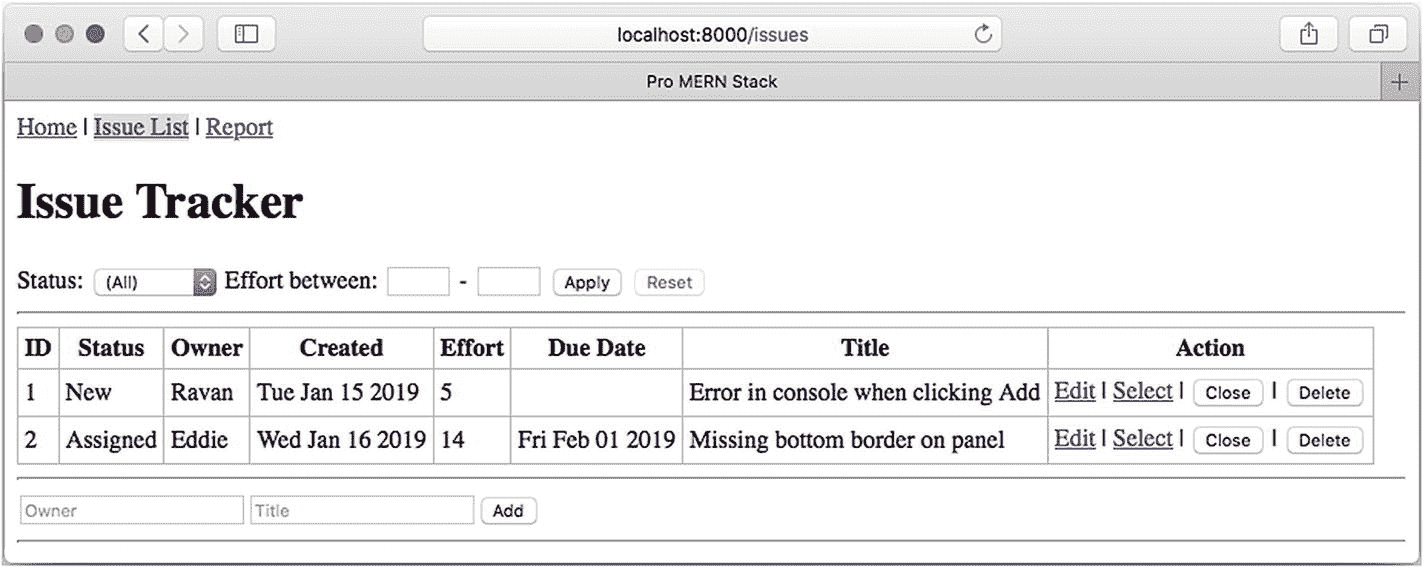 localhost:8000/issues
Pro MERN Stack
Home | Issue List | Report
Issue Tracker
Status: (All) Effort between: - Apply Reset
ID Status Owner Created Effort Due Date Title Action
1 New Ravan Tue Jan 15 2019 5 Error in console when clicking Add Edit | Select | Close | Delete
2 Assigned Eddie Wed Jan 16 2019 14 Fri Feb 01 2019 Missing bottom border on panel Edit | Select | Close | Delete
Owner Title Add